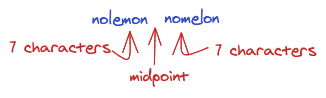 nolemon nomelon
7 characters 7 characters
midpoint